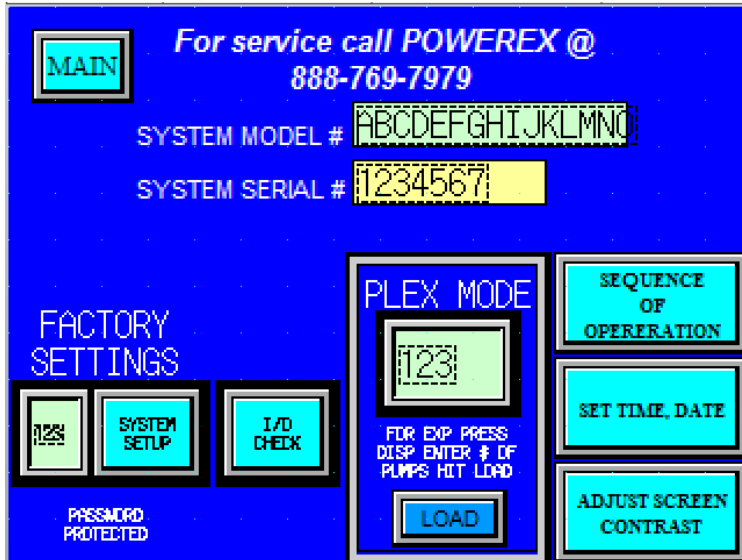 MAIN
For service call POWEREX @
888-769-7979
SYSTEM MODEL #
ABCDEFGHIJKLMNO
SYSTEM SERIAL #
1234567
FACTORY
SETTINGS
123
SYSTEM
SETUP
I/O
CHECK
PASSWORD
PROTECTED
PLEX MODE
123
FOR EXP PRESS
DISP ENTER # OF
PUMPS HIT LOAD
LOAD
SEQUENCE
OF
OPERERATION
SET TIME, DATE
ADJUST SCREEN
CONTRAST